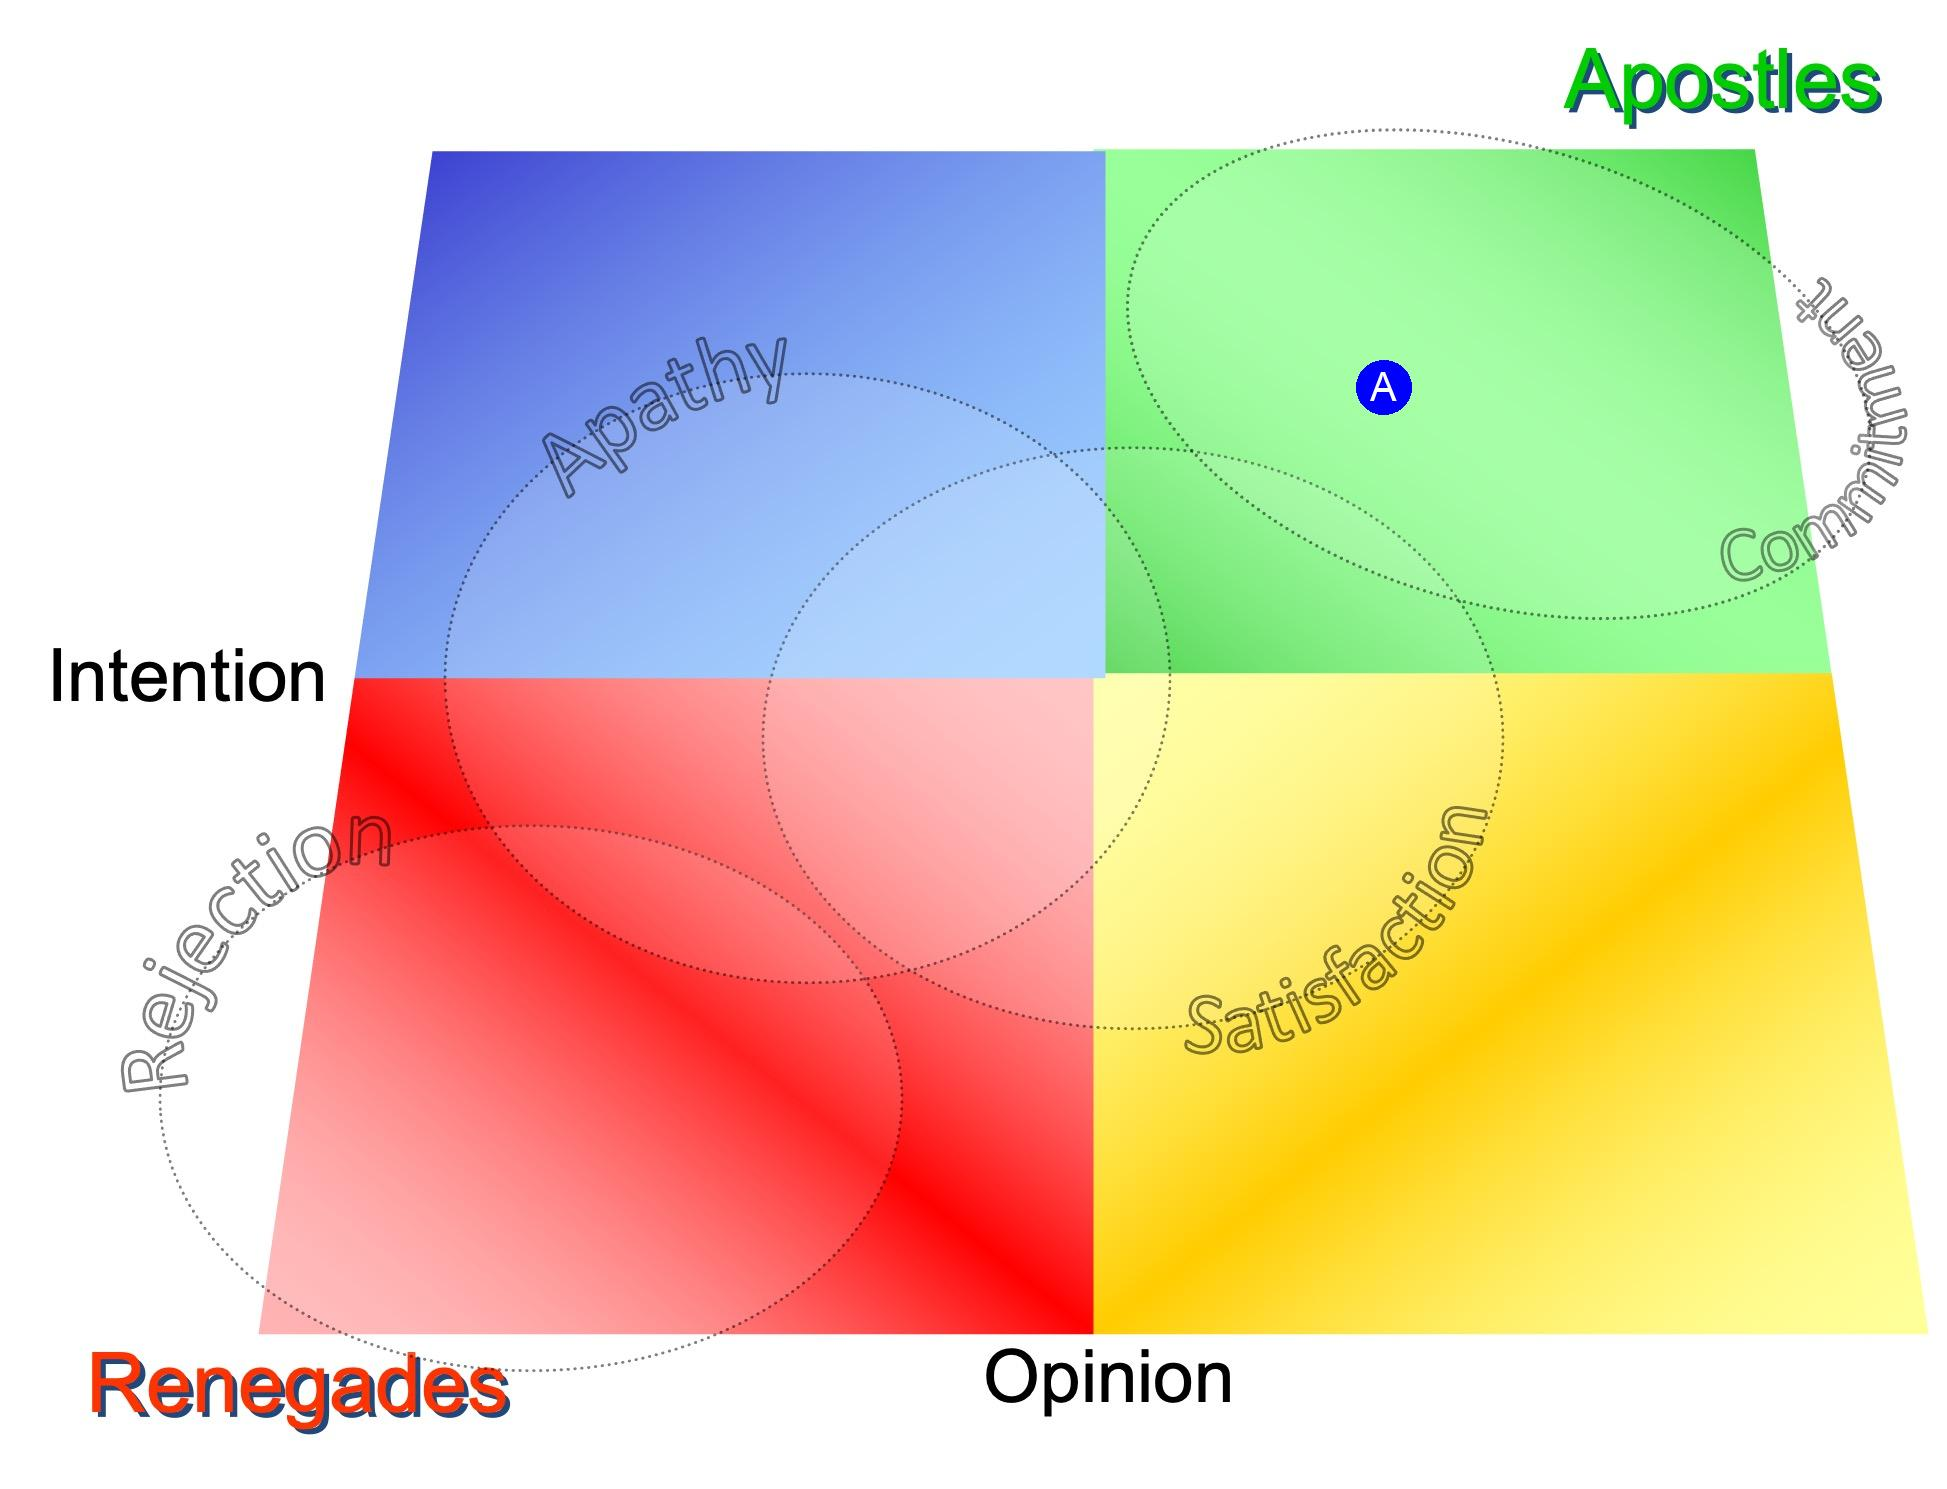 Apostles
Commitment
Apathy
A
Intention
Rejection
Satisfaction
Renegades
Opinion